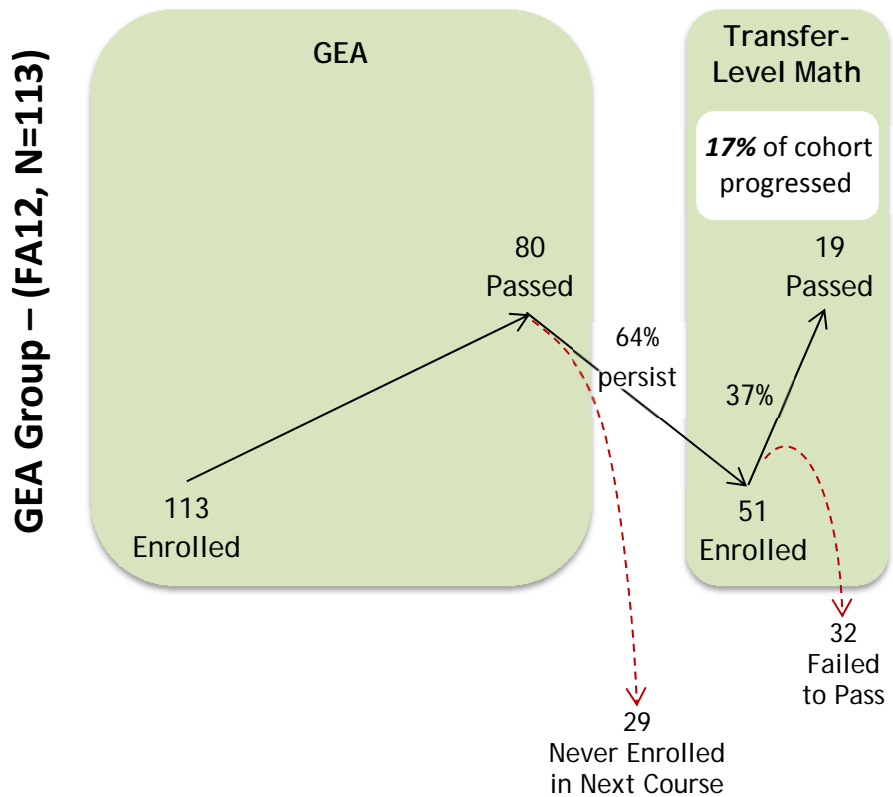 GEA Group – (FA12, N=113)
GEA
113
Enrolled
80
Passed
64%
persist
Transfer-
Level Math
17% of cohort
progressed
19
Passed
37%
51
Enrolled
32
Failed
to Pass
29
Never Enrolled
in Next Course